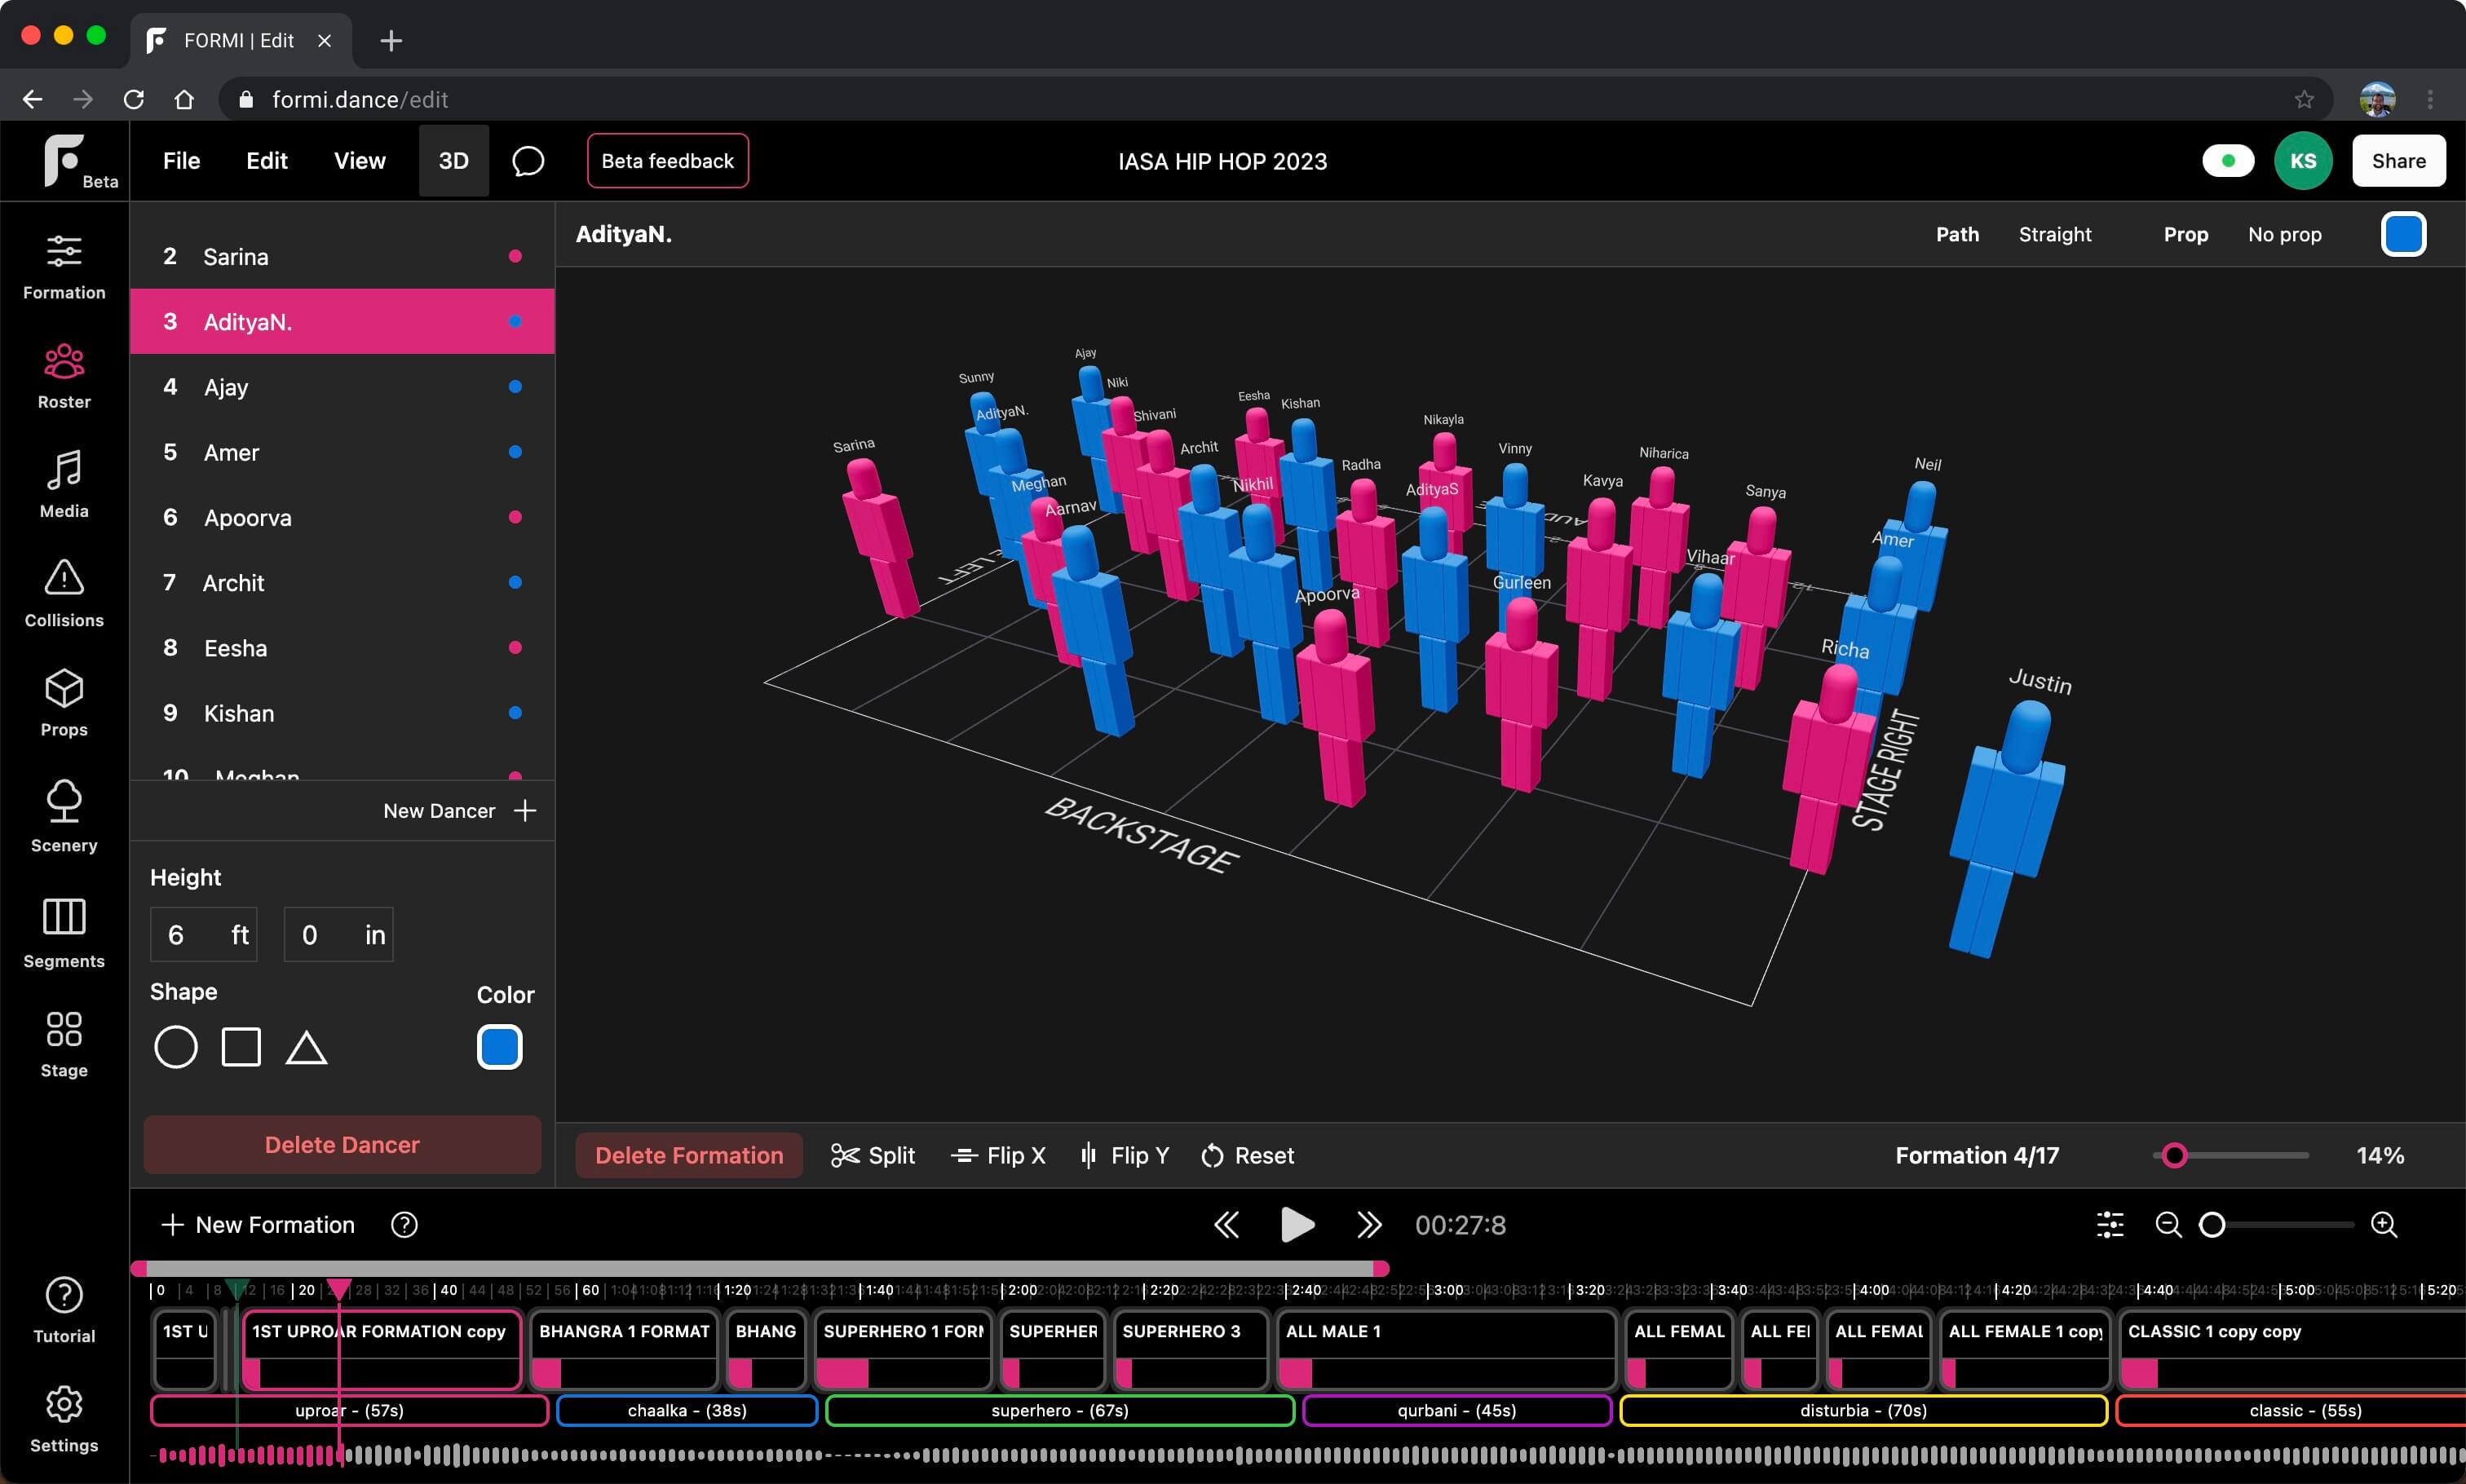 FORMI | Edit
formi.dance/edit
Beta
File
Edit
View
3D
Beta feedback
IASA HIP HOP 2023
KS
Share
Formation
Roster
Media
Collisions
Props
Scenery
Segments
Stage
Tutorial
Settings
2 Sarina
3 AdityaN.
4 Ajay
5 Amer
6 Apoorva
7 Archit
8 Eesha
9 Kishan
10 Meghan
New Dancer
Height
6 ft 0 in
Shape
Color
Delete Dancer
AdityaN.
Path Straight Prop No prop
Ajay
Sunny
Niki
AdityaN.
Shivani
Eesha
Kishan
Nikayla
Sarina
Archit
Vinny
Niharica
Radha
Neil
Meghan
Nikhil
AdityaS
Kavya
Sanya
Aarnav
Amer
Vihaar
Gurleen
Apoorva
Richa
Justin
LEFT
AUD
12
STAGE RIGHT
BACKSTAGE
Delete Formation
Split
Flip X
Flip Y
Reset
Formation 4/17
14%
New Formation
00:27:8
0 4 8 12 16 20 28 32 36 40 44 48 52 56 60 1:20 1:40 2:00 2:20 2:40 3:00 3:20 3:40 4:00 4:20 4:40 5:00 5:20
1ST U
1ST UPROAR FORMATION copy
BHANGRA 1 FORMAT
BHANG
SUPERHERO 1 FORM
SUPERHER
SUPERHERO 3
ALL MALE 1
ALL FEMAL
ALL FEI
ALL FEMAL
ALL FEMALE 1 copy
CLASSIC 1 copy copy
uproar - (57s)
chaalka - (38s)
superhero - (67s)
qurbani - (45s)
disturbia - (70s)
classic - (55s)